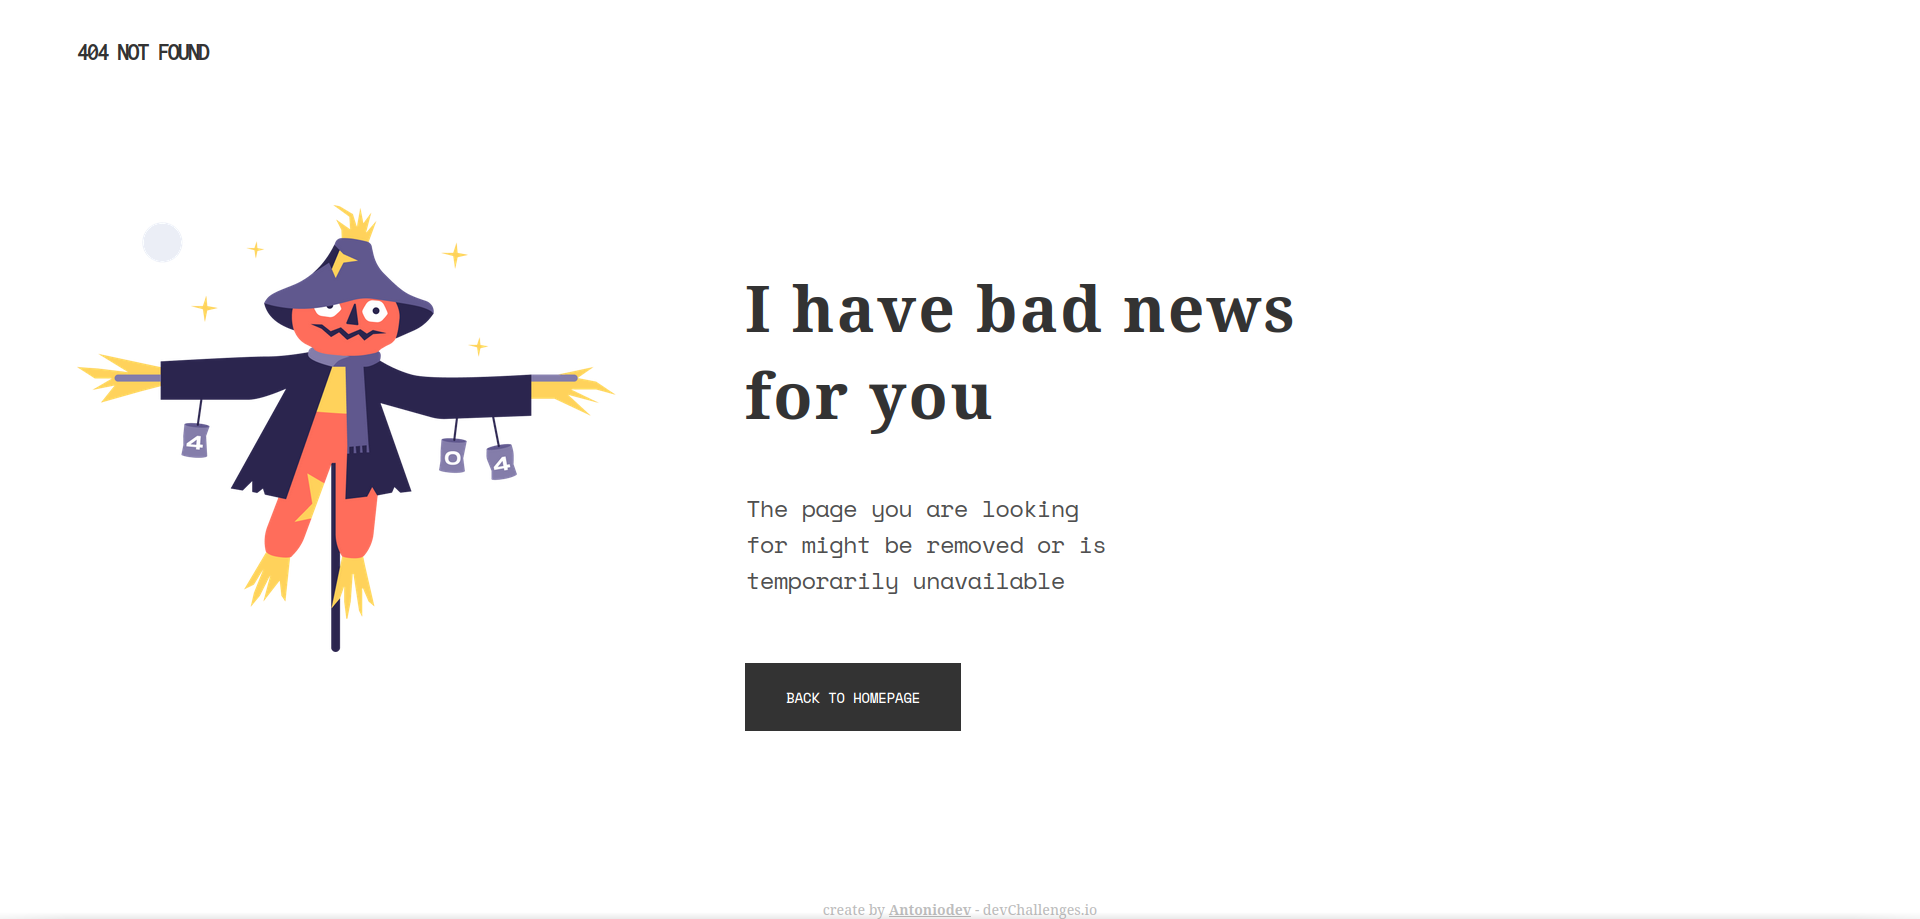 404 NOT FOUND
4
0
4
I have bad news
for you
The page you are looking
for might be removed or is
temporarily unavailable
BACK TO HOMEPAGE
create by Antoniodev - devChallenges.io